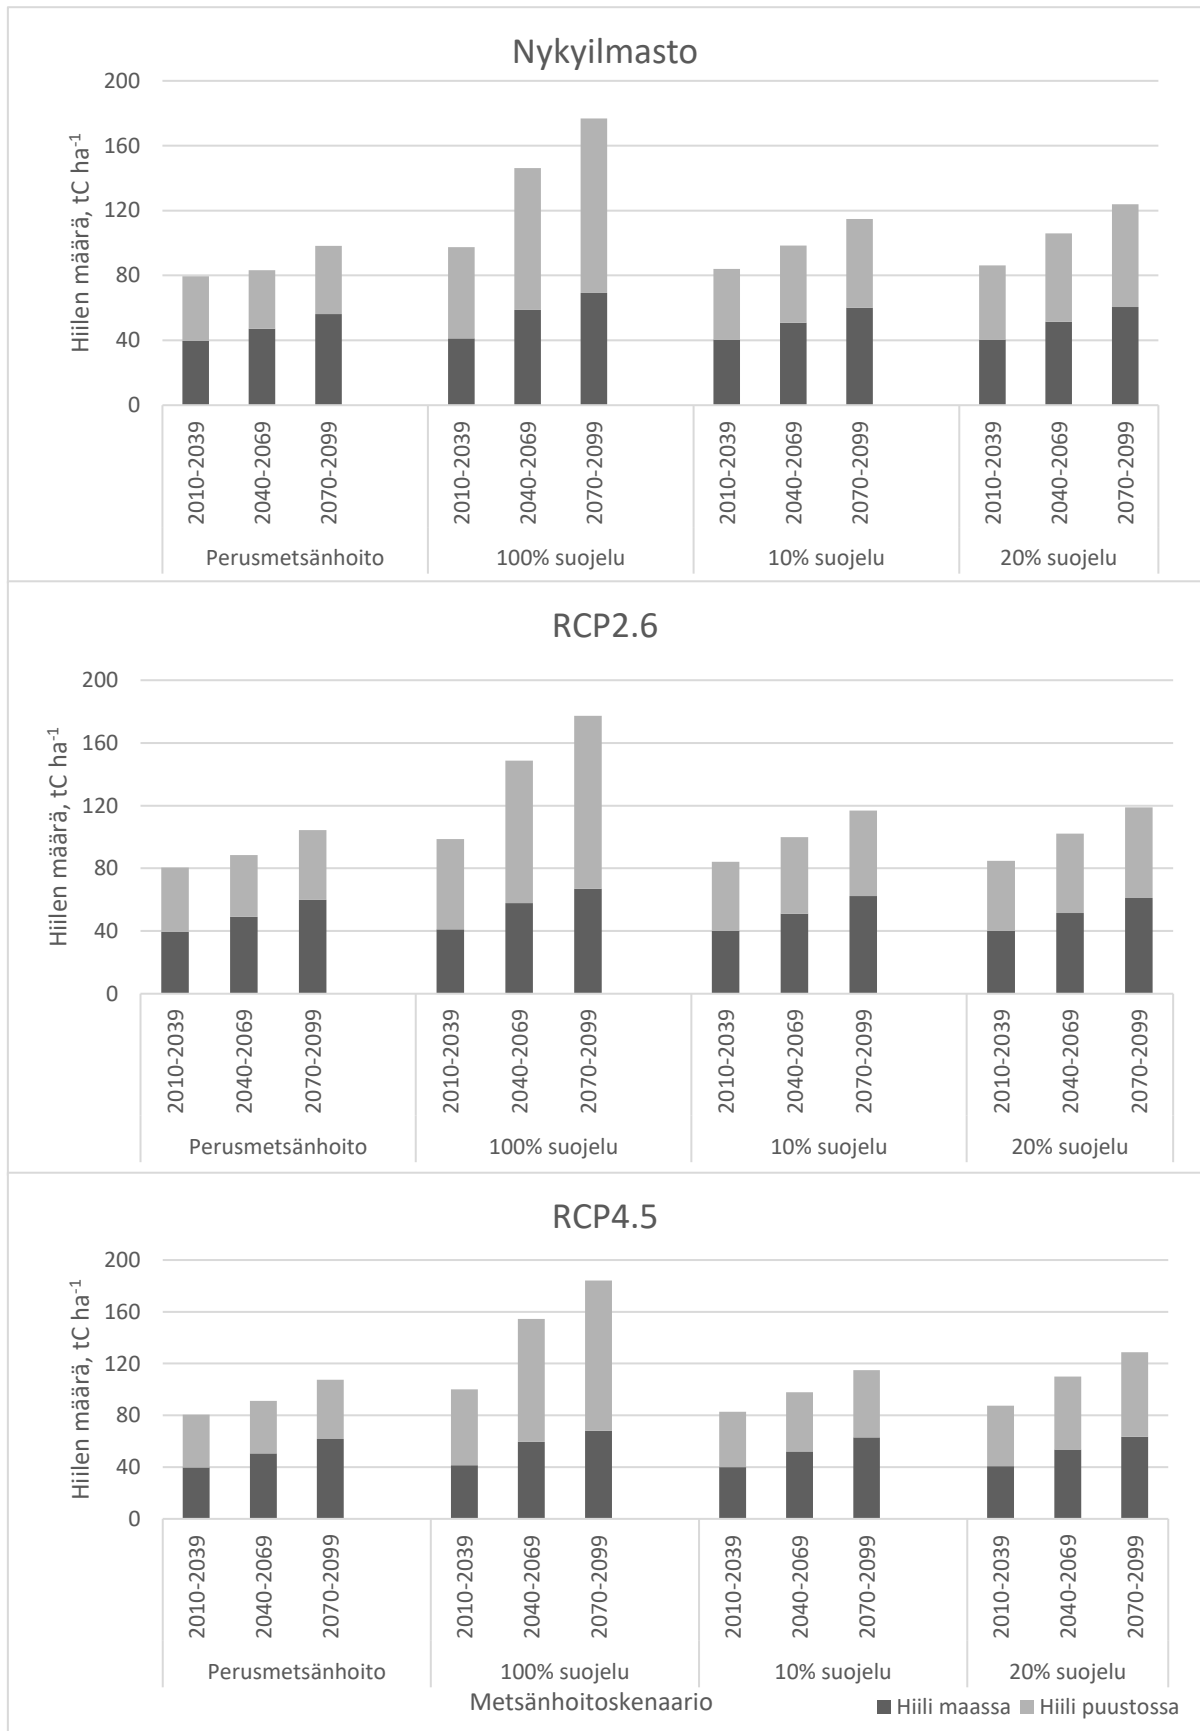 Nykyilmasto
Hiilen määrä, tC ha⁻¹
200
160
120
80
40
0
2010-2039
2040-2069
2070-2099
2010-2039
2040-2069
2070-2099
2010-2039
2040-2069
2070-2099
2010-2039
2040-2069
2070-2099
Perusmetsänhoito
100% suojelu
10% suojelu
20% suojelu
RCP2.6
Hiilen määrä, tC ha⁻¹
200
160
120
80
40
0
2010-2039
2040-2069
2070-2099
2010-2039
2040-2069
2070-2099
2010-2039
2040-2069
2070-2099
2010-2039
2040-2069
2070-2099
Perusmetsänhoito
100% suojelu
10% suojelu
20% suojelu
RCP4.5
Hiilen määrä, tC ha⁻¹
200
160
120
80
40
0
2010-2039
2040-2069
2070-2099
2010-2039
2040-2069
2070-2099
2010-2039
2040-2069
2070-2099
2010-2039
2040-2069
2070-2099
Perusmetsänhoito
100% suojelu
10% suojelu
20% suojelu
Metsänhoitoskenaario
Hiili maassa
Hiili puustossa